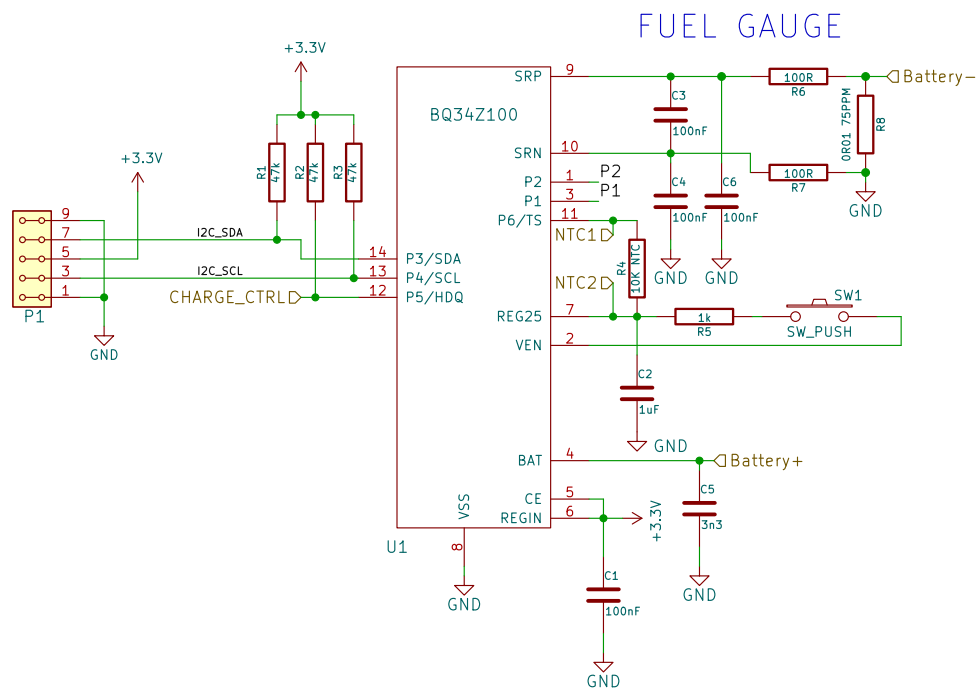 FUEL GAUGE
+3.3V
+3.3V
R1
47k
R2
47k
R3
47k
9
7
5
3
1
P1
GND
I2C_SDA
I2C_SCL
CHARGE_CTRL
14
13
12
BQ34Z100
SRP
SRN
P2
P1
P6/TS
P3/SDA
P4/SCL
P5/HDQ
REG25
VEN
BAT
CE
REGIN
VSS
U1
8
GND
9
10
1
3
11
7
2
4
5
6
P2
P1
NTC1
NTC2
R4
10K NTC
C3
100nF
C4
100nF
GND
C6
100nF
GND
100R
R6
100R
R7
Battery-
0R01 75PPM
R8
GND
1k
R5
SW1
SW_PUSH
C2
1uF
GND
Battery+
C5
3n3
GND
+3.3V
C1
100nF
GND